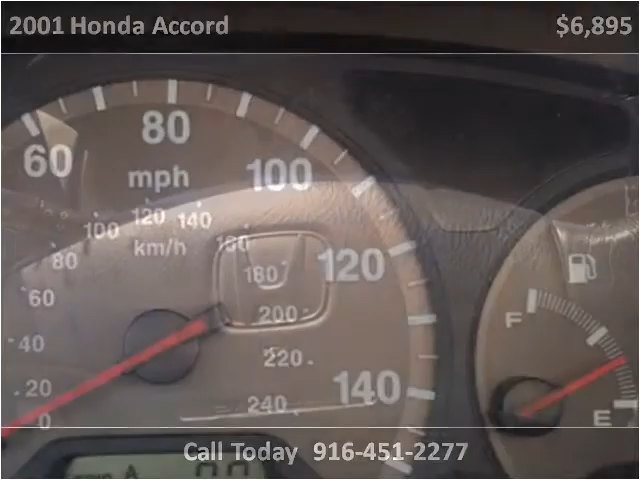 2001 Honda Accord $6,895
60 80 100 120 140
mph
km/h
0 20 40 60 80 100 120 140 160 180 200 220 240
F
E
Call Today 916-451-2277